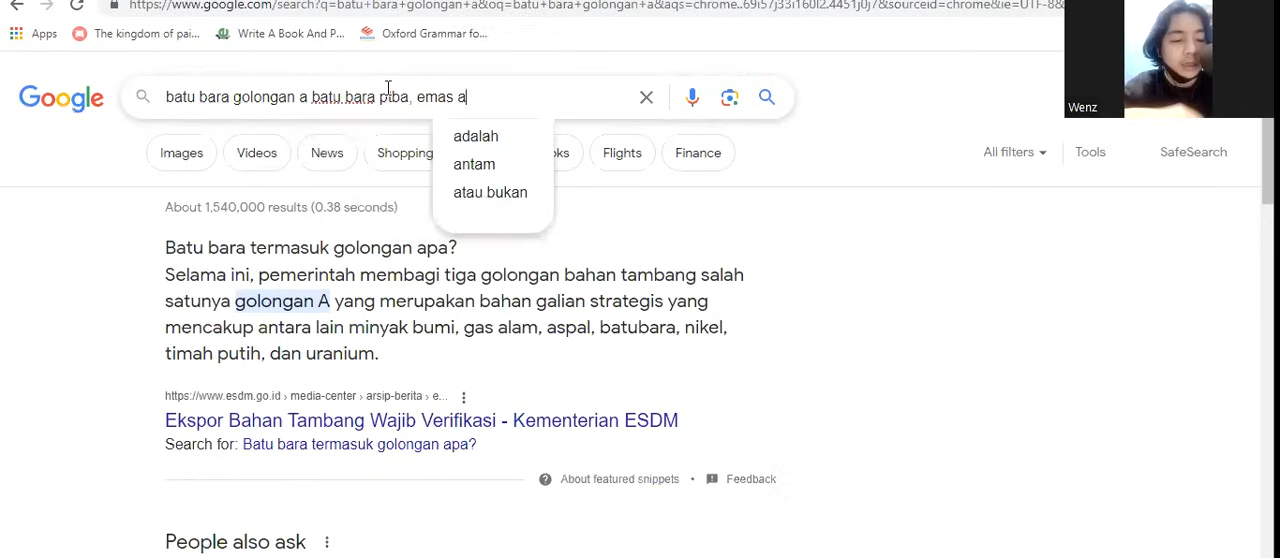 https://www.google.com/search?q=batu+bara+golongan+a&oq=batu+bara+golongan+a&aqs=chrome..69i57j33i160l2.4451j0j7&sourceid=chrome&ie=UTF-8&
Apps
The kingdom of pai...
Write A Book And P...
Oxford Grammar fo...
Wenz
Google
batu bara golongan a batu bara ptba, emas a
adalah
antam
atau bukan
Images
Videos
News
Shopping
oks
Flights
Finance
All filters
Tools
SafeSearch
About 1,540,000 results (0.38 seconds)
Batu bara termasuk golongan apa?
Selama ini, pemerintah membagi tiga golongan bahan tambang salah
satunya golongan A yang merupakan bahan galian strategis yang
mencakup antara lain minyak bumi, gas alam, aspal, batubara, nikel,
timah putih, dan uranium.
https://www.esdm.go.id › media-center › arsip-berita › e...
Ekspor Bahan Tambang Wajib Verifikasi - Kementerian ESDM
Search for: Batu bara termasuk golongan apa?
About featured snippets • Feedback
People also ask